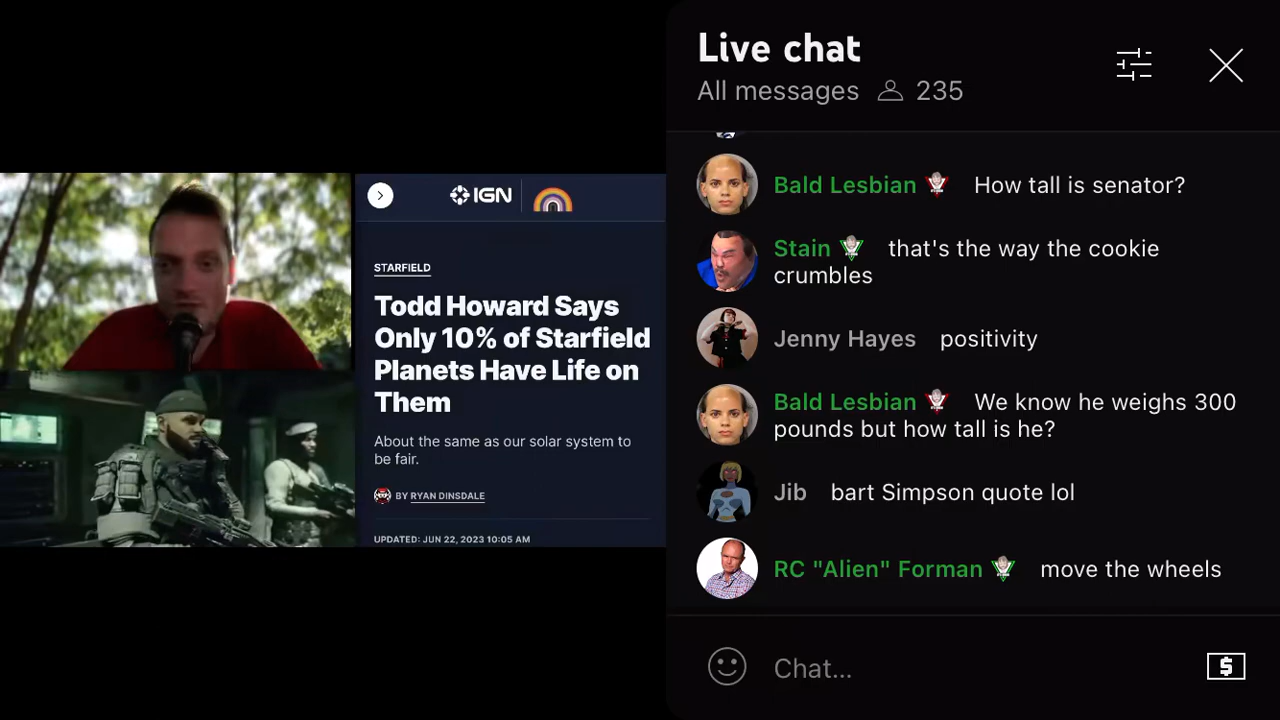 IGN
STARFIELD
Todd Howard Says
Only 10% of Starfield
Planets Have Life on
Them
About the same as our solar system to
be fair.
BY RYAN DINSDALE
UPDATED: JUN 22, 2023 10:05 AM
Live chat
All messages 235
Bald Lesbian How tall is senator?
Stain that's the way the cookie
crumbles
Jenny Hayes positivity
Bald Lesbian We know he weighs 300
pounds but how tall is he?
Jib bart Simpson quote lol
RC "Alien" Forman move the wheels
Chat...
$